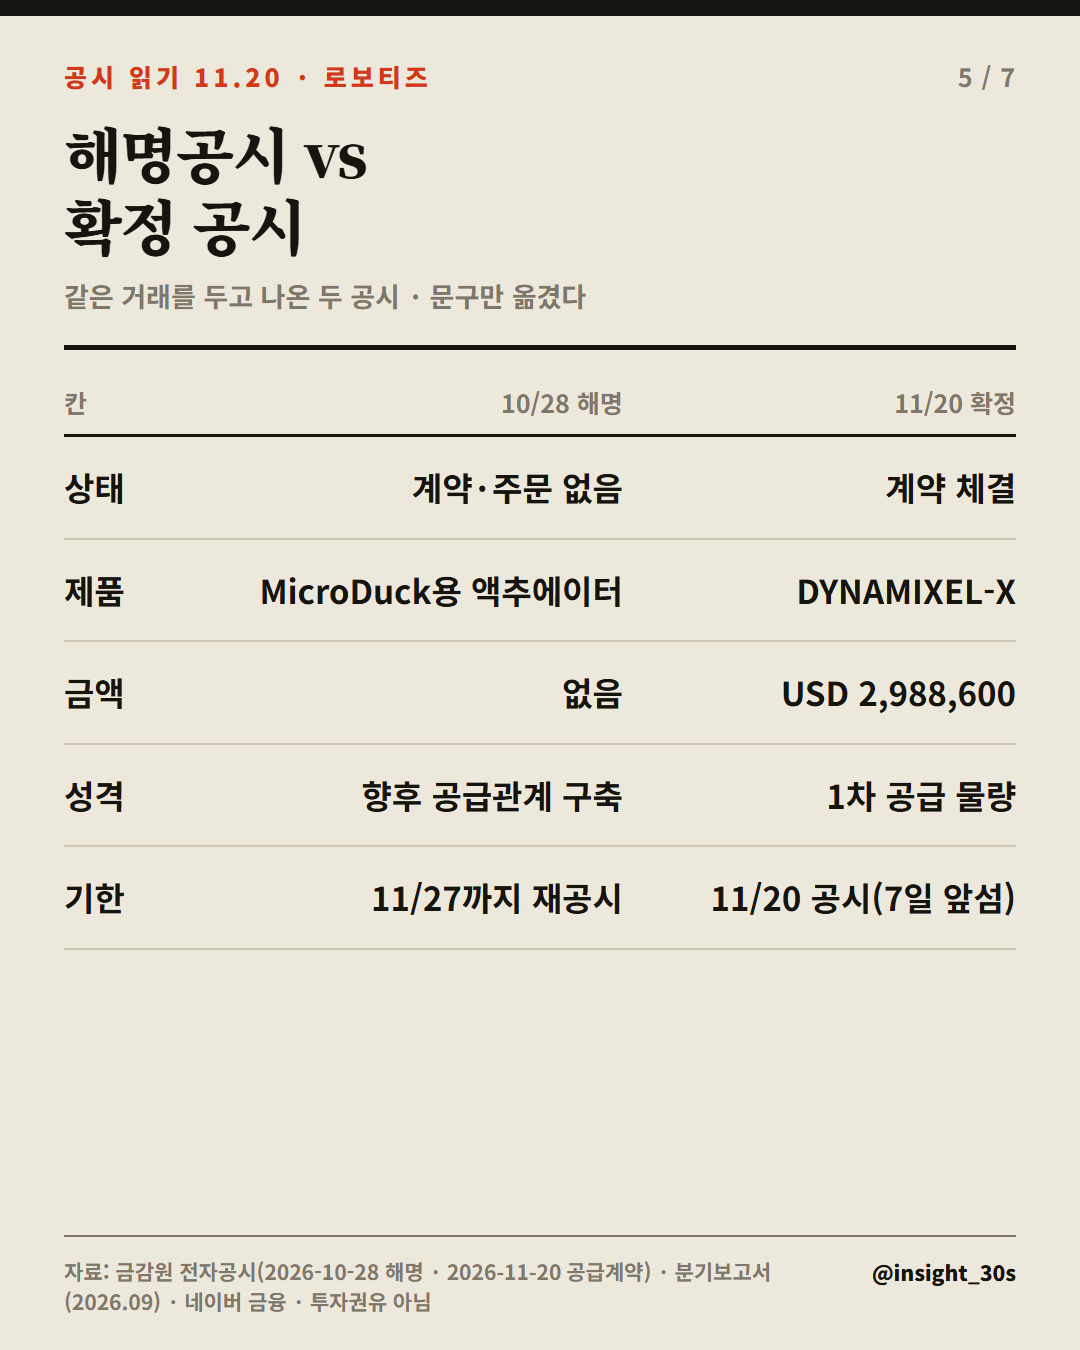 공시 읽기 11.20 · 로보티즈
5 / 7
해명공시 vs
확정 공시
같은 거래를 두고 나온 두 공시 · 문구만 옮겼다
칸 10/28 해명 11/20 확정
상태 계약·주문 없음 계약 체결
제품 MicroDuck용 액추에이터 DYNAMIXEL-X
금액 없음 USD 2,988,600
성격 향후 공급관계 구축 1차 공급 물량
기한 11/27까지 재공시 11/20 공시(7일 앞섬)
자료: 금감원 전자공시(2026-10-28 해명 · 2026-11-20 공급계약) · 분기보고서
(2026.09) · 네이버 금융 · 투자권유 아님
@insight_30s